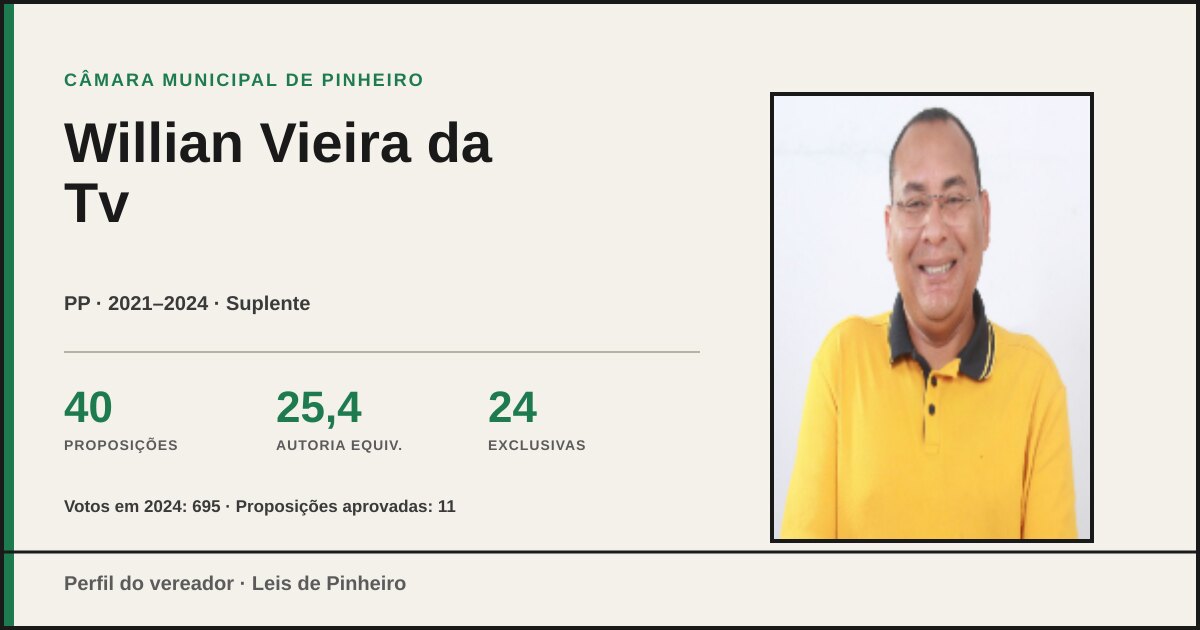 CÂMARA MUNICIPAL DE PINHEIRO
Willian Vieira da
Tv
PP · 2021–2024 · Suplente
40
PROPOSIÇÕES
25,4
AUTORIA EQUIV.
24
EXCLUSIVAS
Votos em 2024: 695 · Proposições aprovadas: 11
Perfil do vereador · Leis de Pinheiro